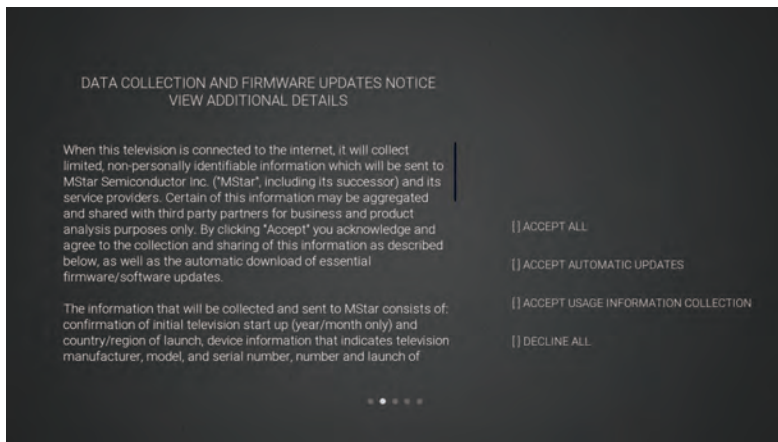 DATA COLLECTION AND FIRMWARE UPDATES NOTICE
VIEW ADDITIONAL DETAILS
When this television is connected to the internet, it will collect
limited, non-personally identifiable information which will be sent to
MStar Semiconductor Inc. ("MStar", including its successor) and its
service providers. Certain of this information may be aggregated
and shared with third party partners for business and product
analysis purposes only. By clicking "Accept" you acknowledge and
agree to the collection and sharing of this information as described
below, as well as the automatic download of essential
firmware/software updates.
The information that will be collected and sent to MStar consists of:
confirmation of initial television start up (year/month only) and
country/region of launch, device information that indicates television
manufacturer, model, and serial number, number and launch of
[] ACCEPT ALL
[] ACCEPT AUTOMATIC UPDATES
[] ACCEPT USAGE INFORMATION COLLECTION
[] DECLINE ALL